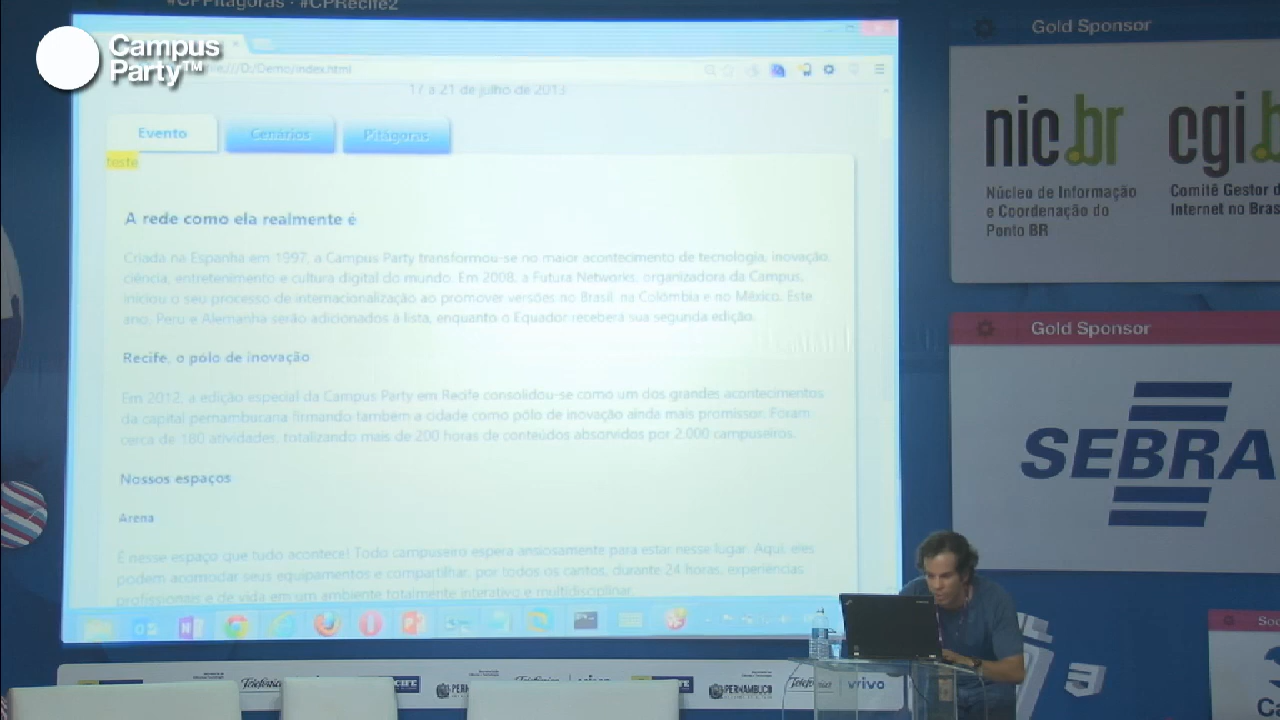 #CPPitagoras - #CPRecife2
Campus
Party™
///D:/Demo/index.html
17 a 21 de julho de 2013
Evento
Cenários
Pitágoras
teste
A rede como ela realmente é
Criada na Espanha em 1997, a Campus Party transformou-se no maior acontecimento de tecnologia, inovação,
ciência, entretenimento e cultura digital do mundo. Em 2008, a Futura Networks, organizadora da Campus,
iniciou o seu processo de internacionalização ao promover versões no Brasil, na Colômbia e no México. Este
ano, Peru e Alemanha serão adicionados à lista, enquanto o Equador receberá sua segunda edição.
Recife, o pólo de inovação
Em 2012, a edição especial da Campus Party em Recife consolidou-se como um dos grandes acontecimentos
da capital pernambucana firmando também a cidade como pólo de inovação ainda mais promissor. Foram
cerca de 180 atividades, totalizando mais de 200 horas de conteúdos absorvidos por 2.000 campuseiros.
Nossos espaços
Arena
É nesse espaço que tudo acontece! Todo campuseiro espera ansiosamente para estar nesse lugar. Aqui, eles
podem acomodar seus equipamentos e compartilhar, por todos os cantos, durante 24 horas, experiências
profissionais e de vida em um ambiente totalmente interativo e multidisciplinar.
Gold Sponsor
nic.br
Núcleo de Informação
e Coordenação do
Ponto BR
cgi.b
Comitê Gestor d
Internet no Bras
Gold Sponsor
SEBRA
Soc
Ca
Telefónica
PERN
Telefónica
vivo
PERNAMBUCO
Telefónica
vivo